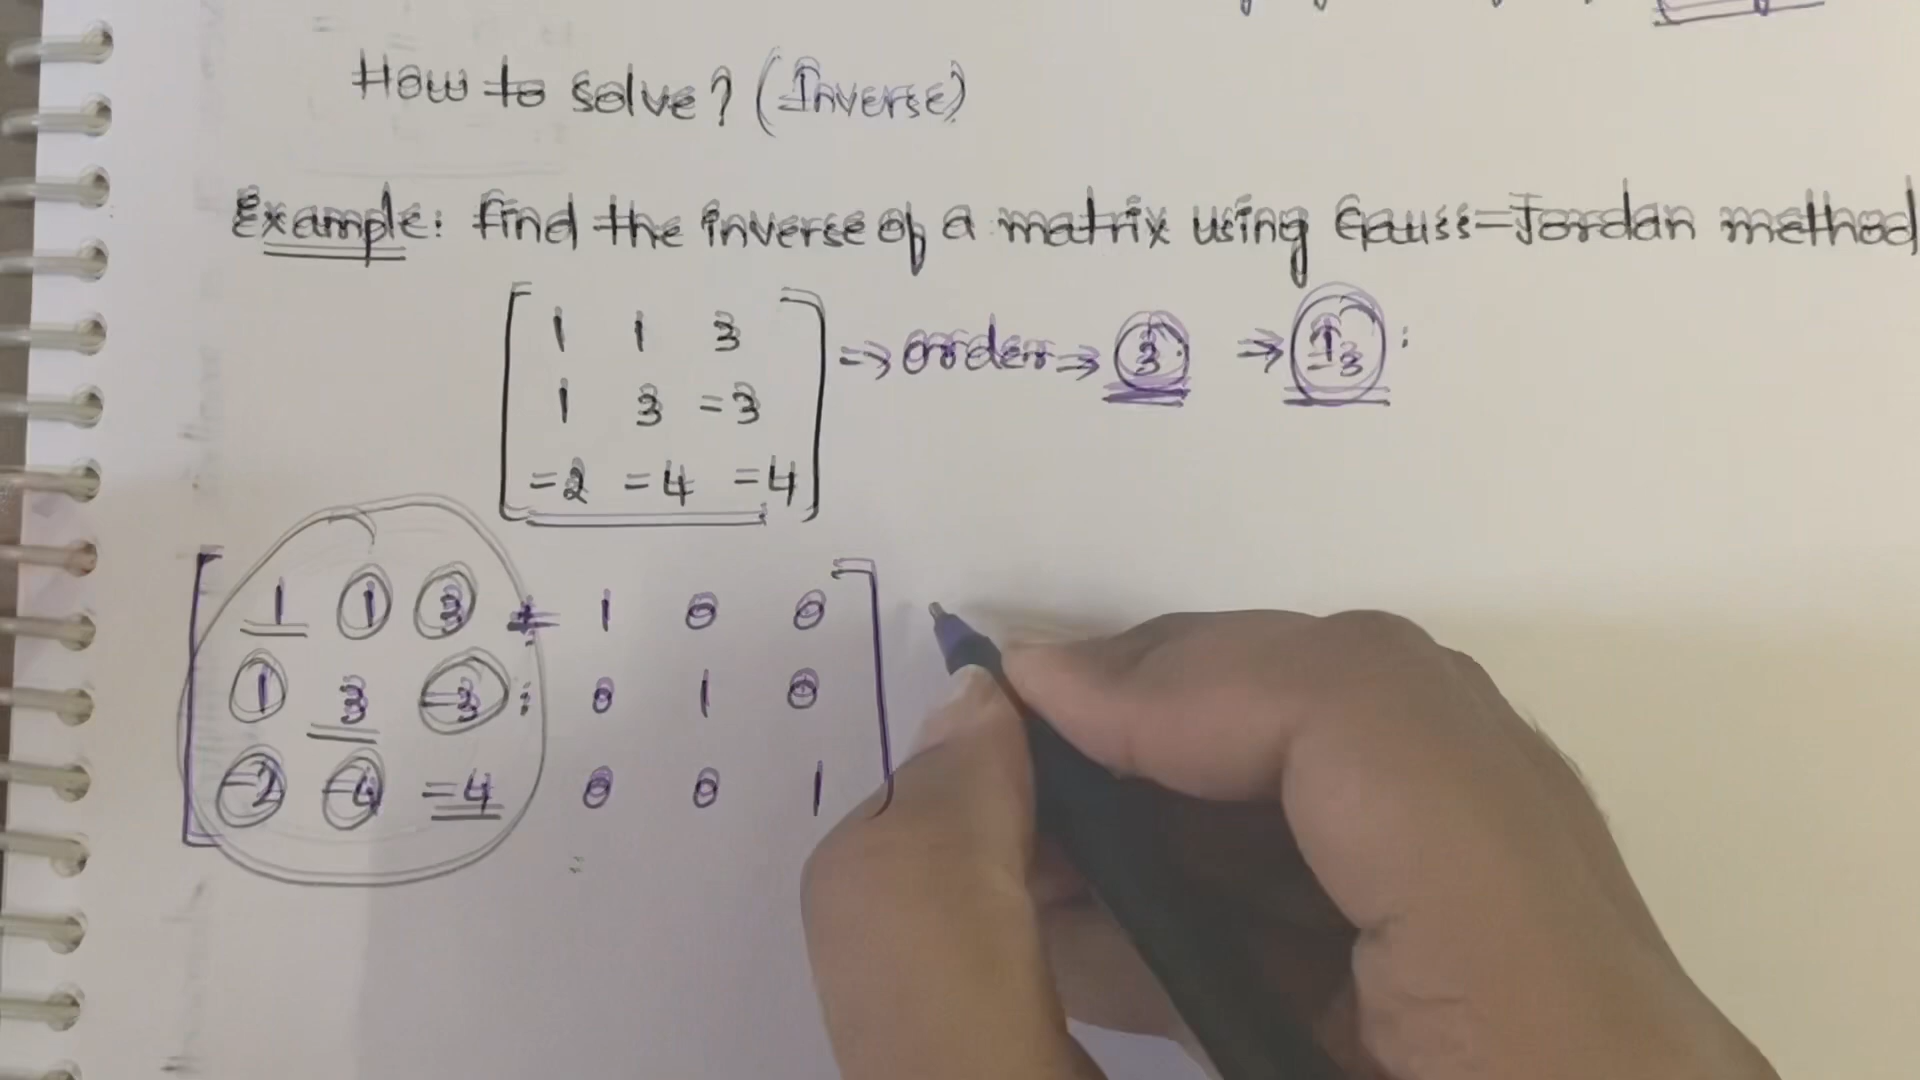 How to solve? (Inverse)
Example: Find the inverse of a matrix using Gauss-Jordan method
1 1 3 ⇒ order → 3 ⇒ I₃:
1 3 -3
-2 -4 -4
1 1 3 : 1 0 0
1 3 -3 : 0 1 0
-2 -4 -4 0 0 1